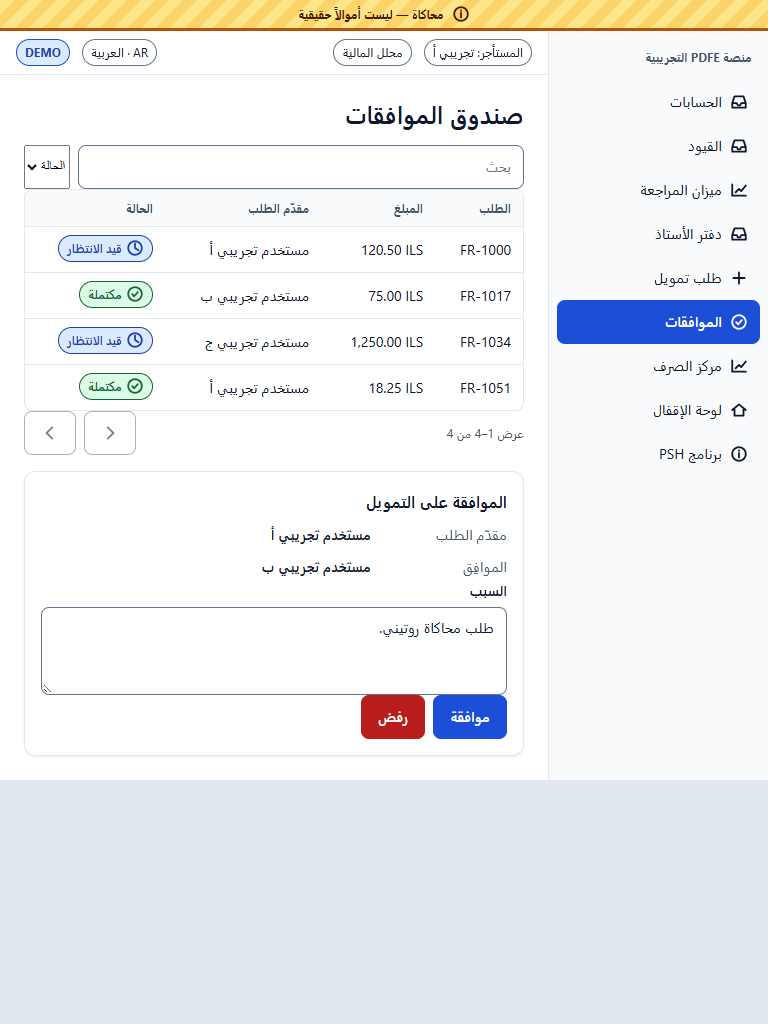 محاكاة — ليست أموالاً حقيقية
منصة PDFE التجريبية
الحسابات
القيود
ميزان المراجعة
دفتر الأستاذ
طلب تمويل
الموافقات
مركز الصرف
لوحة الإقفال
برنامج PSH
المستأجر: تجريبي أ
محلل المالية
AR · العربية
DEMO
صندوق الموافقات
بحث
الحالة
الطلب المبلغ مقدّم الطلب الحالة
FR-1000 120.50 ILS مستخدم تجريبي أ قيد الانتظار
FR-1017 75.00 ILS مستخدم تجريبي ب مكتملة
FR-1034 1,250.00 ILS مستخدم تجريبي ج قيد الانتظار
FR-1051 18.25 ILS مستخدم تجريبي أ مكتملة
عرض 1–4 من 4
الموافقة على التمويل
مقدّم الطلب مستخدم تجريبي أ
الموافِق مستخدم تجريبي ب
السبب
طلب محاكاة روتيني.
موافقة رفض